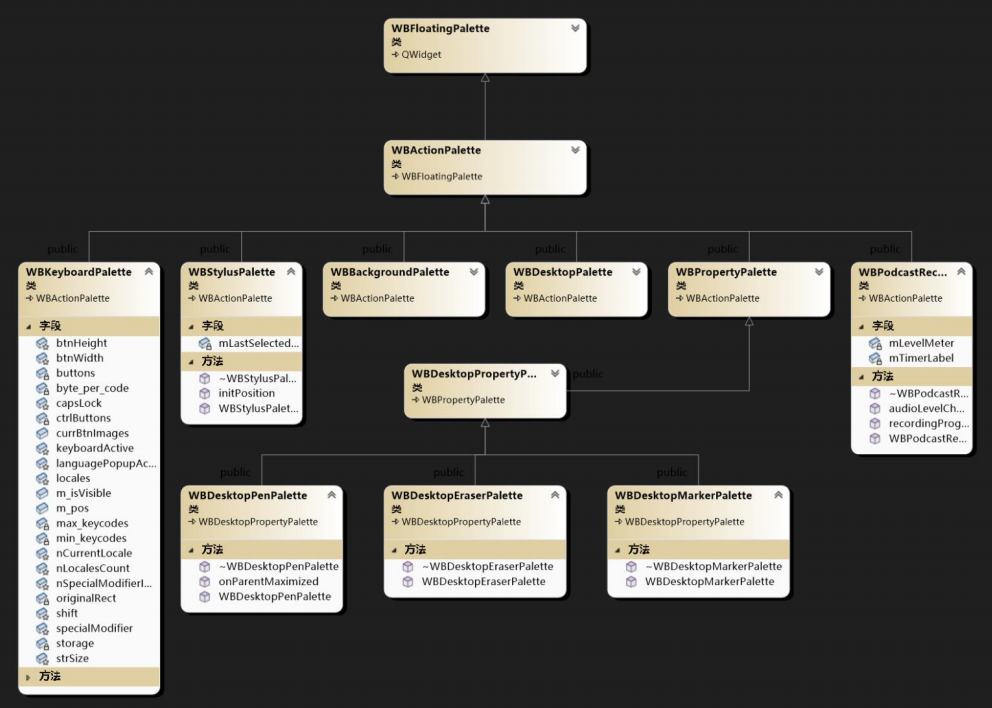 WBFloatingPalette
类
QWidget
WBActionPalette
类
WBFloatingPalette
public
public
public
public
public
public
WBKeyboardPalette
类
WBActionPalette
字段
btnHeight
btnWidth
buttons
byte_per_code
capsLock
ctrlButtons
currBtnImages
keyboardActive
languagePopupAc...
locales
m_isVisible
m_pos
max_keycodes
min_keycodes
nCurrentLocale
nLocalesCount
nSpecialModifierI...
originalRect
shift
specialModifier
storage
strSize
方法
WBStylusPalette
类
WBActionPalette
字段
mLastSelected...
方法
~WBStylusPal...
initPosition
WBStylusPalet...
WBBackgroundPalette
类
WBActionPalette
WBDesktopPalette
类
WBActionPalette
WBPropertyPalette
类
WBActionPalette
WBPodcastRec...
类
WBActionPalette
字段
mLevelMeter
mTimerLabel
方法
~WBPodcastR...
audioLevelCh...
recordingProg...
WBPodcastRe...
WBDesktopPropertyP...
类
WBPropertyPalette
public
public
public
public
WBDesktopPenPalette
类
WBDesktopPropertyPalette
方法
~WBDesktopPenPalette
onParentMaximized
WBDesktopPenPalette
WBDesktopEraserPalette
类
WBDesktopPropertyPalette
方法
~WBDesktopEraserPalette
WBDesktopEraserPalette
WBDesktopMarkerPalette
类
WBDesktopPropertyPalette
方法
~WBDesktopMarkerPalette
WBDesktopMarkerPalette